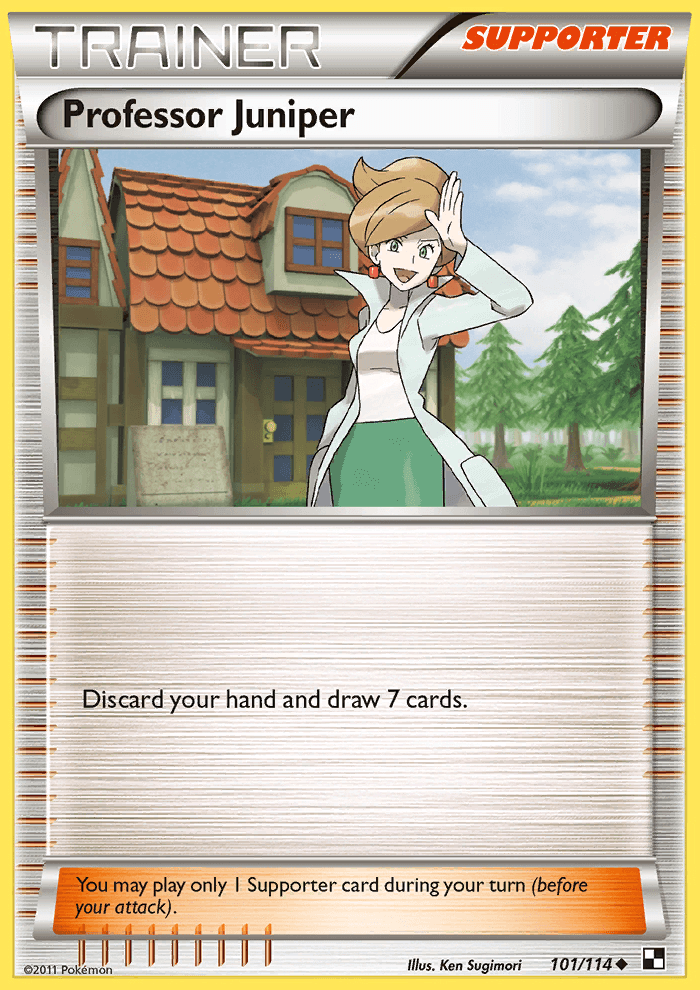 TRAINER
SUPPORTER
Professor Juniper
Discard your hand and draw 7 cards.
You may play only 1 Supporter card during your turn (before
your attack).
©2011 Pokémon
Illus. Ken Sugimori
101/114